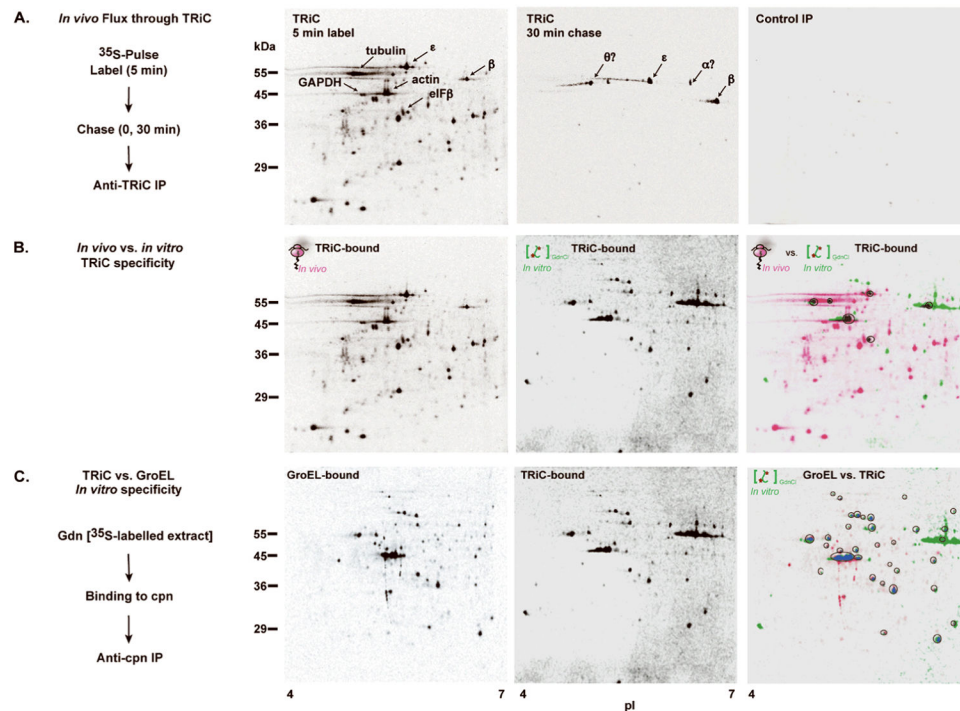 A.
In vivo Flux through TRiC
35S-Pulse
Label (5 min)
Chase (0, 30 min)
Anti-TRiC IP
kDa
55
45
36
29
TRiC
5 min label
tubulin
ε
β
GAPDH
actin
eIFβ
TRiC
30 min chase
θ?
ε
α?
β
Control IP
B.
In vivo vs. in vitro
TRiC specificity
55
45
36
29
TRiC-bound
In vivo
TRiC-bound
GdnCl
In vitro
vs.
GdnCl
TRiC-bound
In vivo
In vitro
C.
TRiC vs. GroEL
In vitro specificity
Gdn [35S-labelled extract]
Binding to cpn
Anti-cpn IP
55
45
36
29
GroEL-bound
TRiC-bound
GdnCl
In vitro
GroEL vs. TRiC
4
7
pI
7
4
7